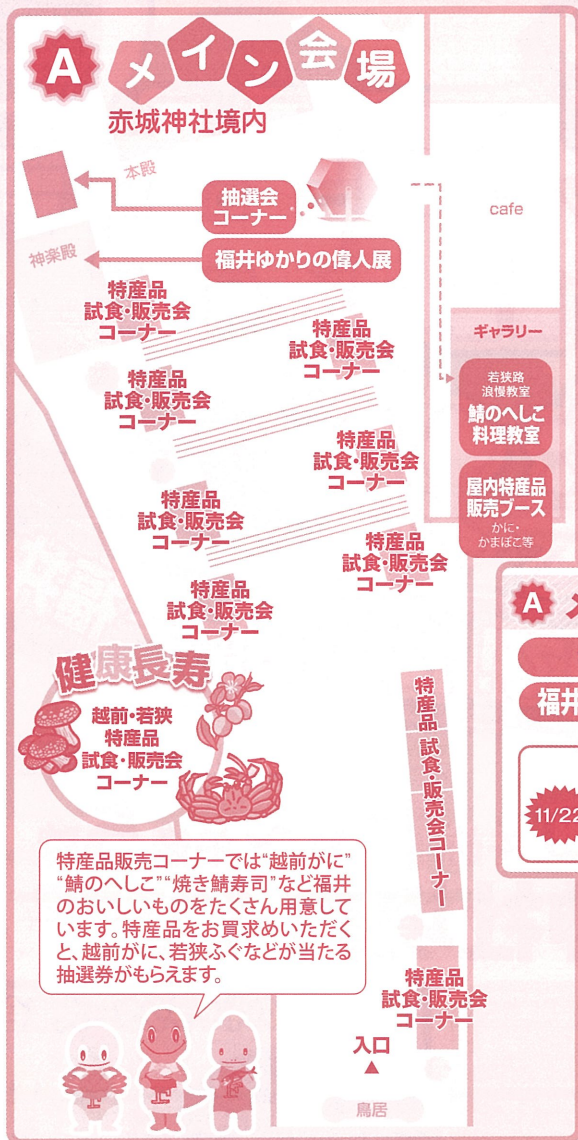 A メイン会場
赤城神社境内
本殿
抽選会
コーナー
神楽殿
福井ゆかりの偉人展
cafe
ギャラリー
若狭路
浪慢教室
鯖のへしこ
料理教室
屋内特産品
販売ブース
かに・
かまぼこ等
特産品
試食・販売会
コーナー
特産品
試食・販売会
コーナー
特産品
試食・販売会
コーナー
特産品
試食・販売会
コーナー
特産品
試食・販売会
コーナー
特産品
試食・販売会
コーナー
特産品
試食・販売会
コーナー
健康長寿
越前・若狭
特産品
試食・販売会
コーナー
特産品 試食・販売会コーナー
A
福井
11/22
特産品販売コーナーでは“越前がに”
“鯖のへしこ”“焼き鯖寿司”など福井
のおいしいものをたくさん用意して
います。特産品をお買求めいただく
と、越前がに、若狭ふぐなどが当たる
抽選券がもらえます。
特産品
試食・販売会
コーナー
入口
鳥居